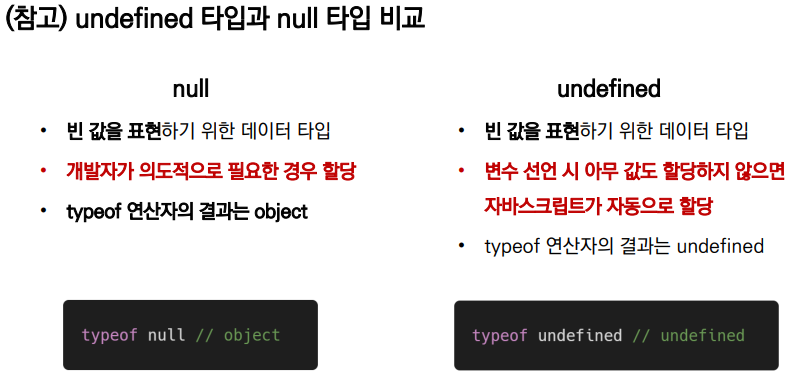 (참고) undefined 타입과 null 타입 비교
null
• 빈 값을 표현하기 위한 데이터 타입
• 개발자가 의도적으로 필요한 경우 할당
• typeof 연산자의 결과는 object
typeof null // object
undefined
• 빈 값을 표현하기 위한 데이터 타입
• 변수 선언 시 아무 값도 할당하지 않으면
자바스크립트가 자동으로 할당
• typeof 연산자의 결과는 undefined
typeof undefined // undefined